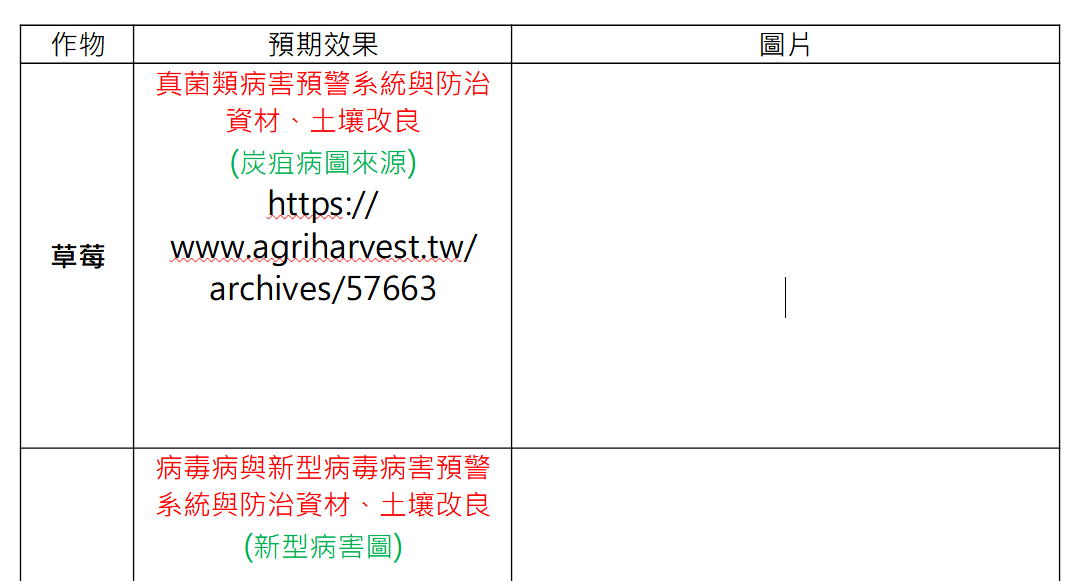 作物
預期效果
圖片
草莓
真菌類病害預警系統與防治
資材、土壤改良
(炭疽病圖來源)
https://
www.agriharvest.tw/
archives/57663
病毒病與新型病毒病害預警
系統與防治資材、土壤改良
(新型病害圖)